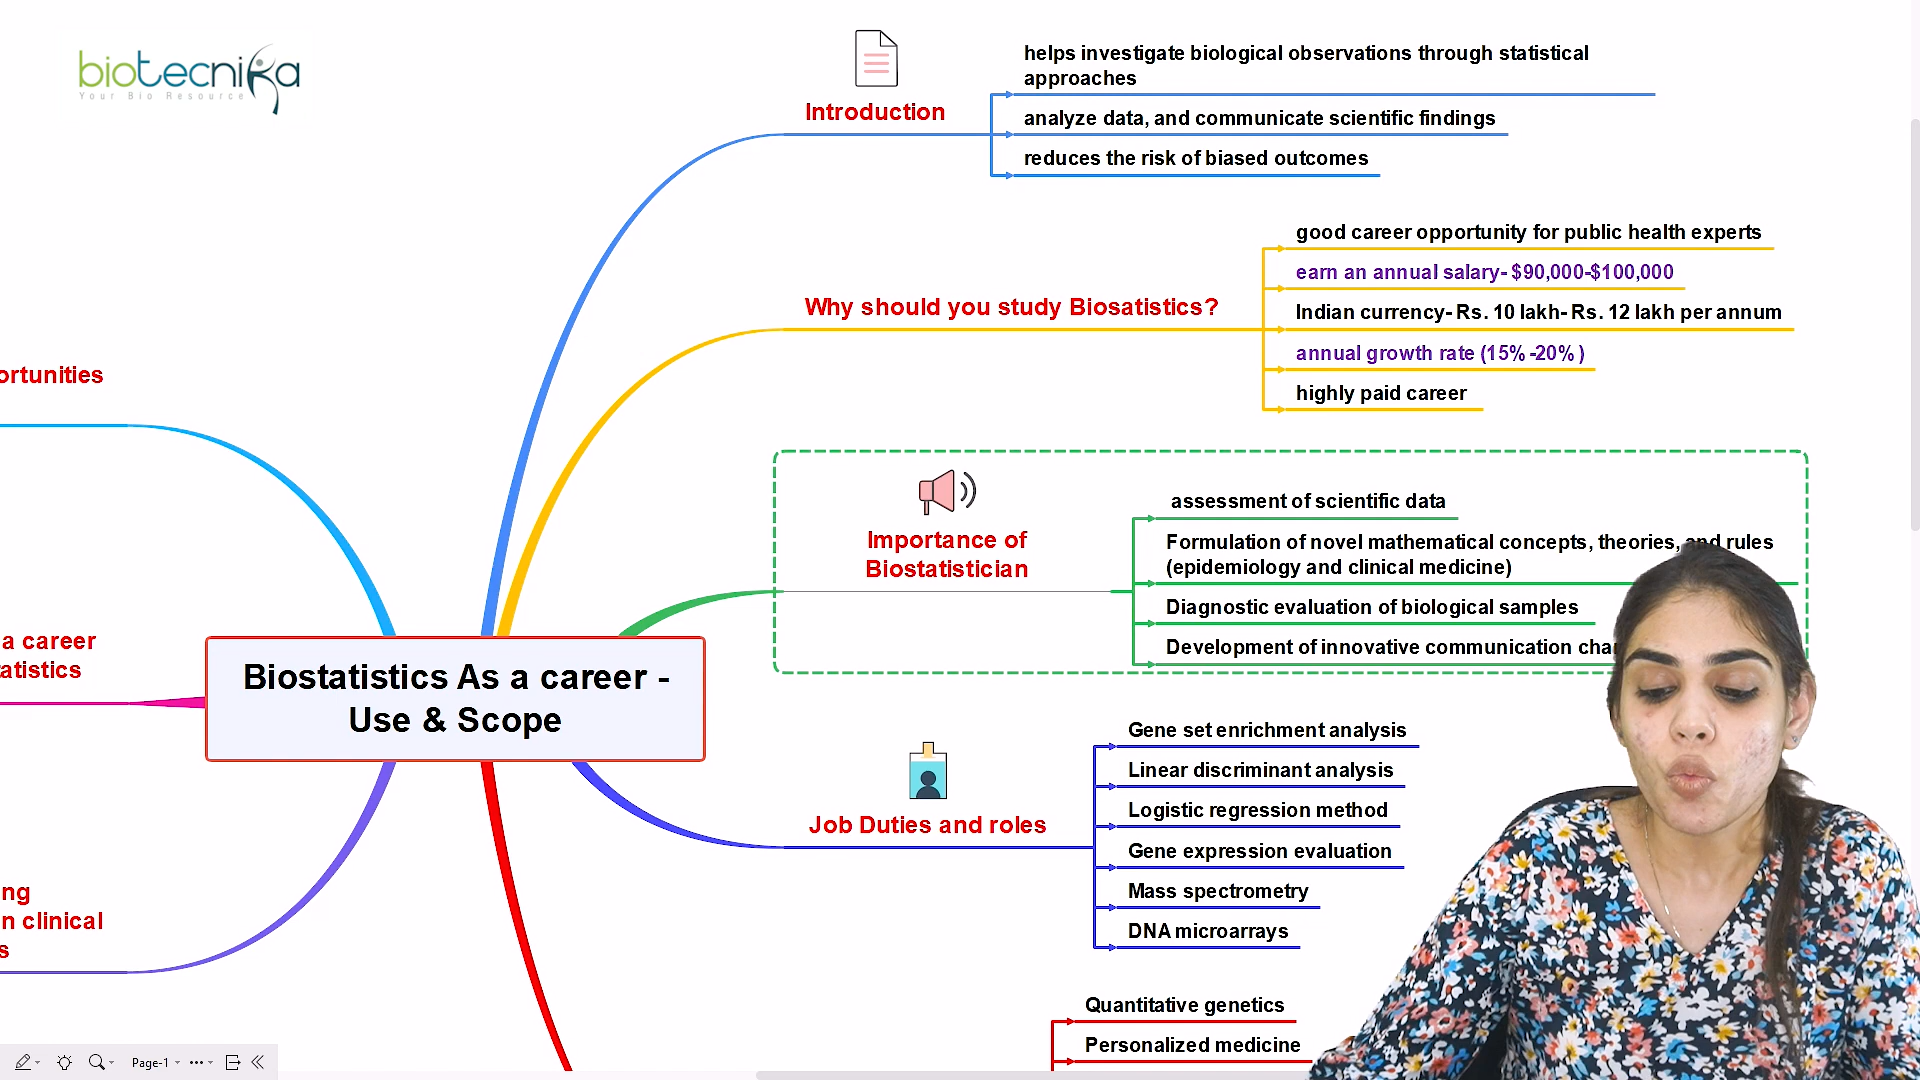 biotecnika
Your Bio Resource
Introduction
helps investigate biological observations through statistical
approaches
analyze data, and communicate scientific findings
reduces the risk of biased outcomes
Why should you study Biosatistics?
good career opportunity for public health experts
earn an annual salary- $90,000-$100,000
Indian currency- Rs. 10 lakh- Rs. 12 lakh per annum
annual growth rate (15% -20% )
highly paid career
Importance of
Biostatistician
assessment of scientific data
Formulation of novel mathematical concepts, theories, and rules
(epidemiology and clinical medicine)
Diagnostic evaluation of biological samples
Development of innovative communication
Biostatistics As a career -
Use & Scope
Job Duties and roles
Gene set enrichment analysis
Linear discriminant analysis
Logistic regression method
Gene expression evaluation
Mass spectrometry
DNA microarrays
Quantitative genetics
Personalized medicine
ortunities
a career
atistics
ng
n clinical
s
Page-1